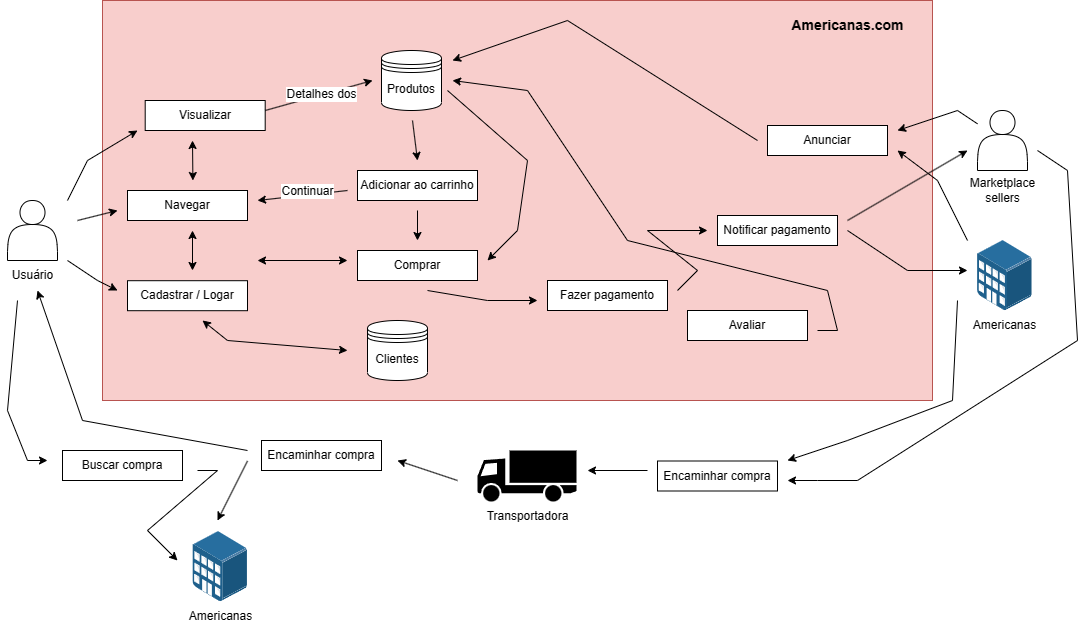 Americanas.com
Detalhes dos
Produtos
Visualizar
Anunciar
Continuar
Adicionar ao carrinho
Marketplace
sellers
Navegar
Notificar pagamento
Usuário
Comprar
Cadastrar / Logar
Fazer pagamento
Avaliar
Americanas
Clientes
Encaminhar compra
Buscar compra
Encaminhar compra
Transportadora
Americanas